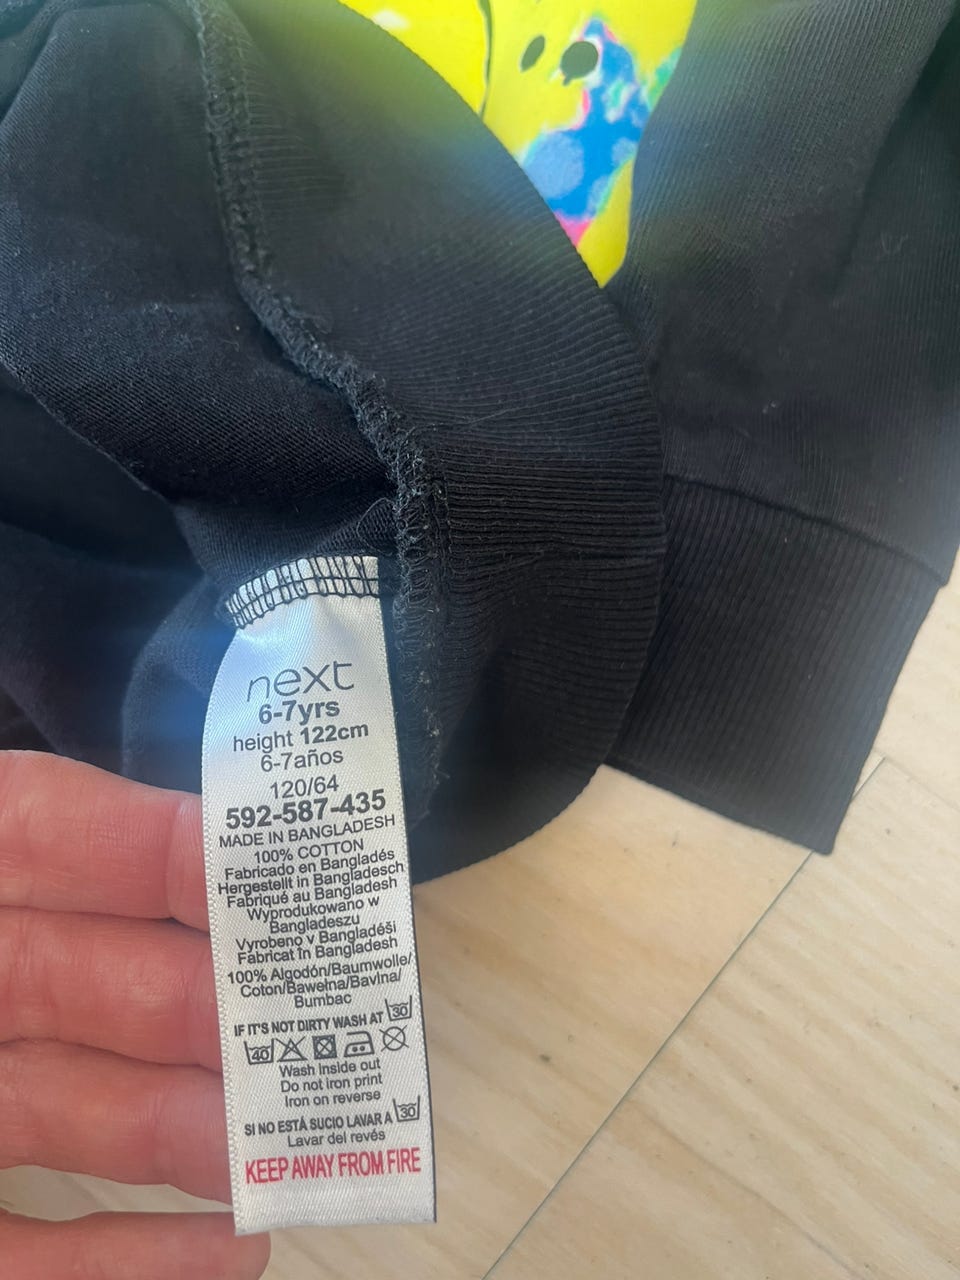 next
6-7yrs
height 122cm
6-7años
120/64
592-587-435
MADE IN BANGLADESH
100% COTTON
Fabricado en Bangladés
Hergestellt in Bangladesch
Fabriqué au Bangladesh
Wyprodukowano w
Bangladeszu
Vyrobeno v Bangladéši
Fabricat în Bangladesh
100% Algodón/Baumwolle/
Coton/Bawełna/Bavlna/
Bumbac
IF IT'S NOT DIRTY WASH AT 30
40
Wash inside out
Do not iron print
Iron on reverse
SI NO ESTÁ SUCIO LAVAR A 30
Lavar del revés
KEEP AWAY FROM FIRE